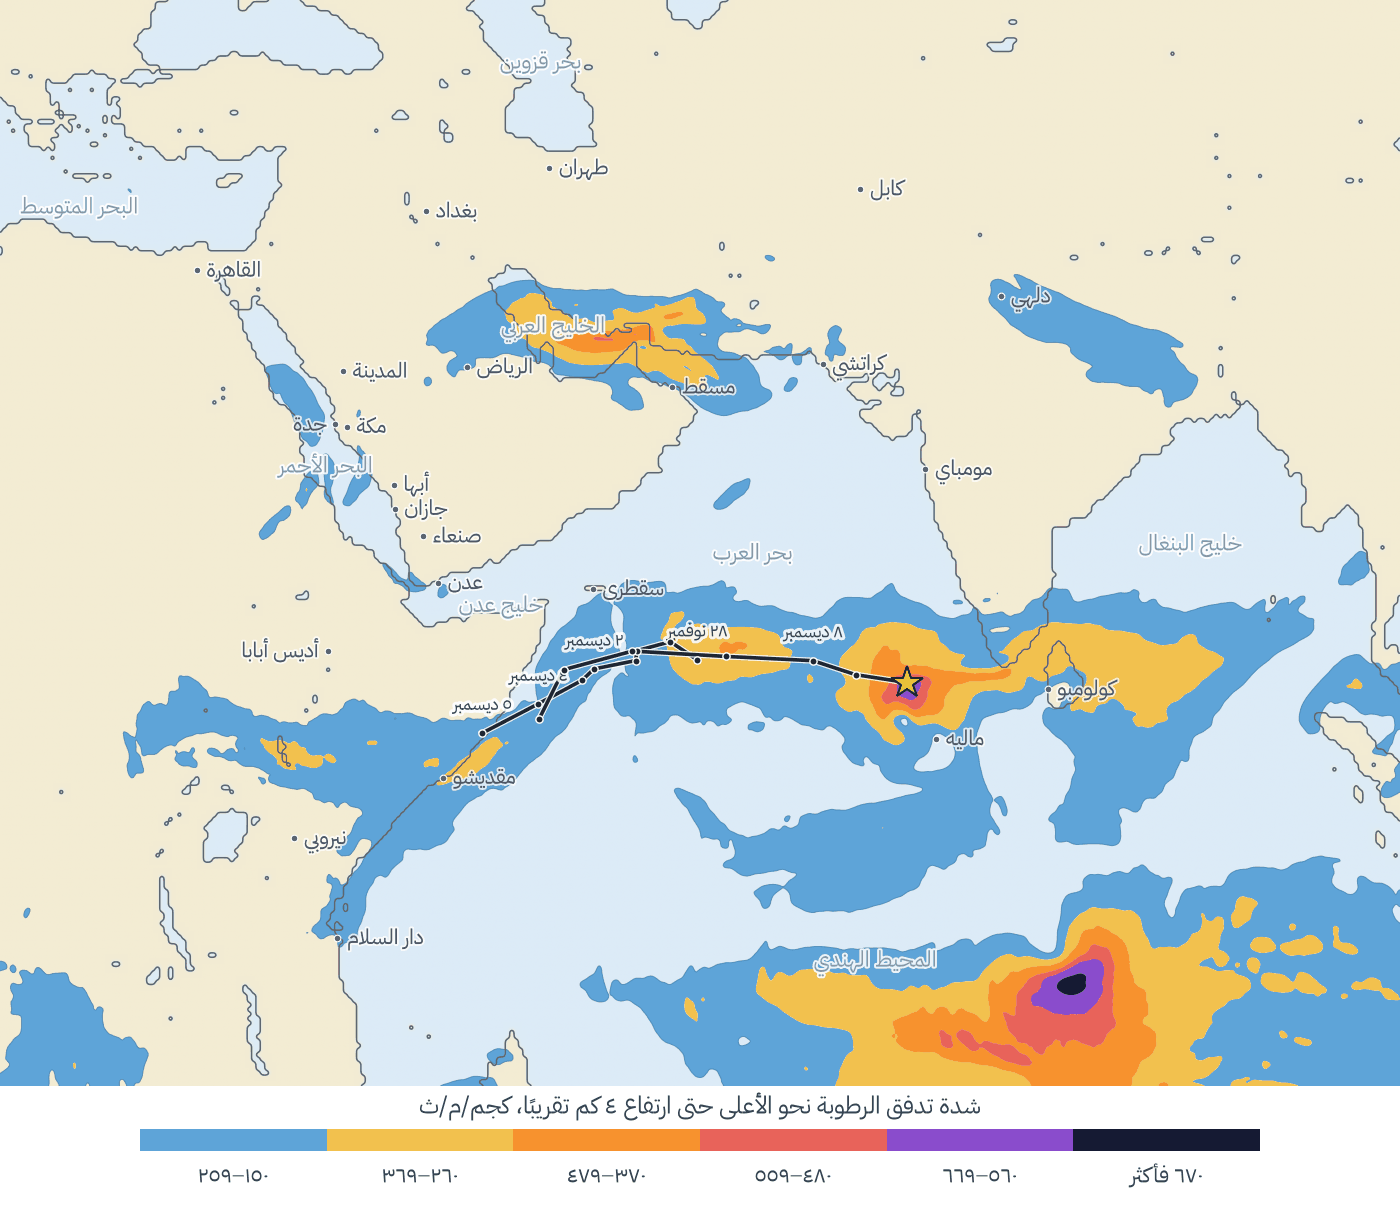 بحر قزوين
طهران
كابل
البحر المتوسط
بغداد
القاهرة
دلهي
الخليج العربي
المدينة
الرياض
كراتشي
مسقط
جدة
مكة
البحر الأحمر
مومباي
أبها
جازان
صنعاء
خليج البنغال
بحر العرب
عدن
سقطرى
خليج عدن
٢٨ نوفمبر
٨ ديسمبر
٢ ديسمبر
أديس أبابا
٤ ديسمبر
كولومبو
٥ ديسمبر
ماليه
مقديشو
نيروبي
دار السلام
المحيط الهندي
شدة تدفق الرطوبة نحو الأعلى حتى ارتفاع ٤ كم تقريبًا، كجم/م/ث
١٥٠–٢٥٩
٢٦٠–٣٦٩
٣٧٠–٤٧٩
٤٨٠–٥٥٩
٥٦٠–٦٦٩
٦٧٠ فأكثر